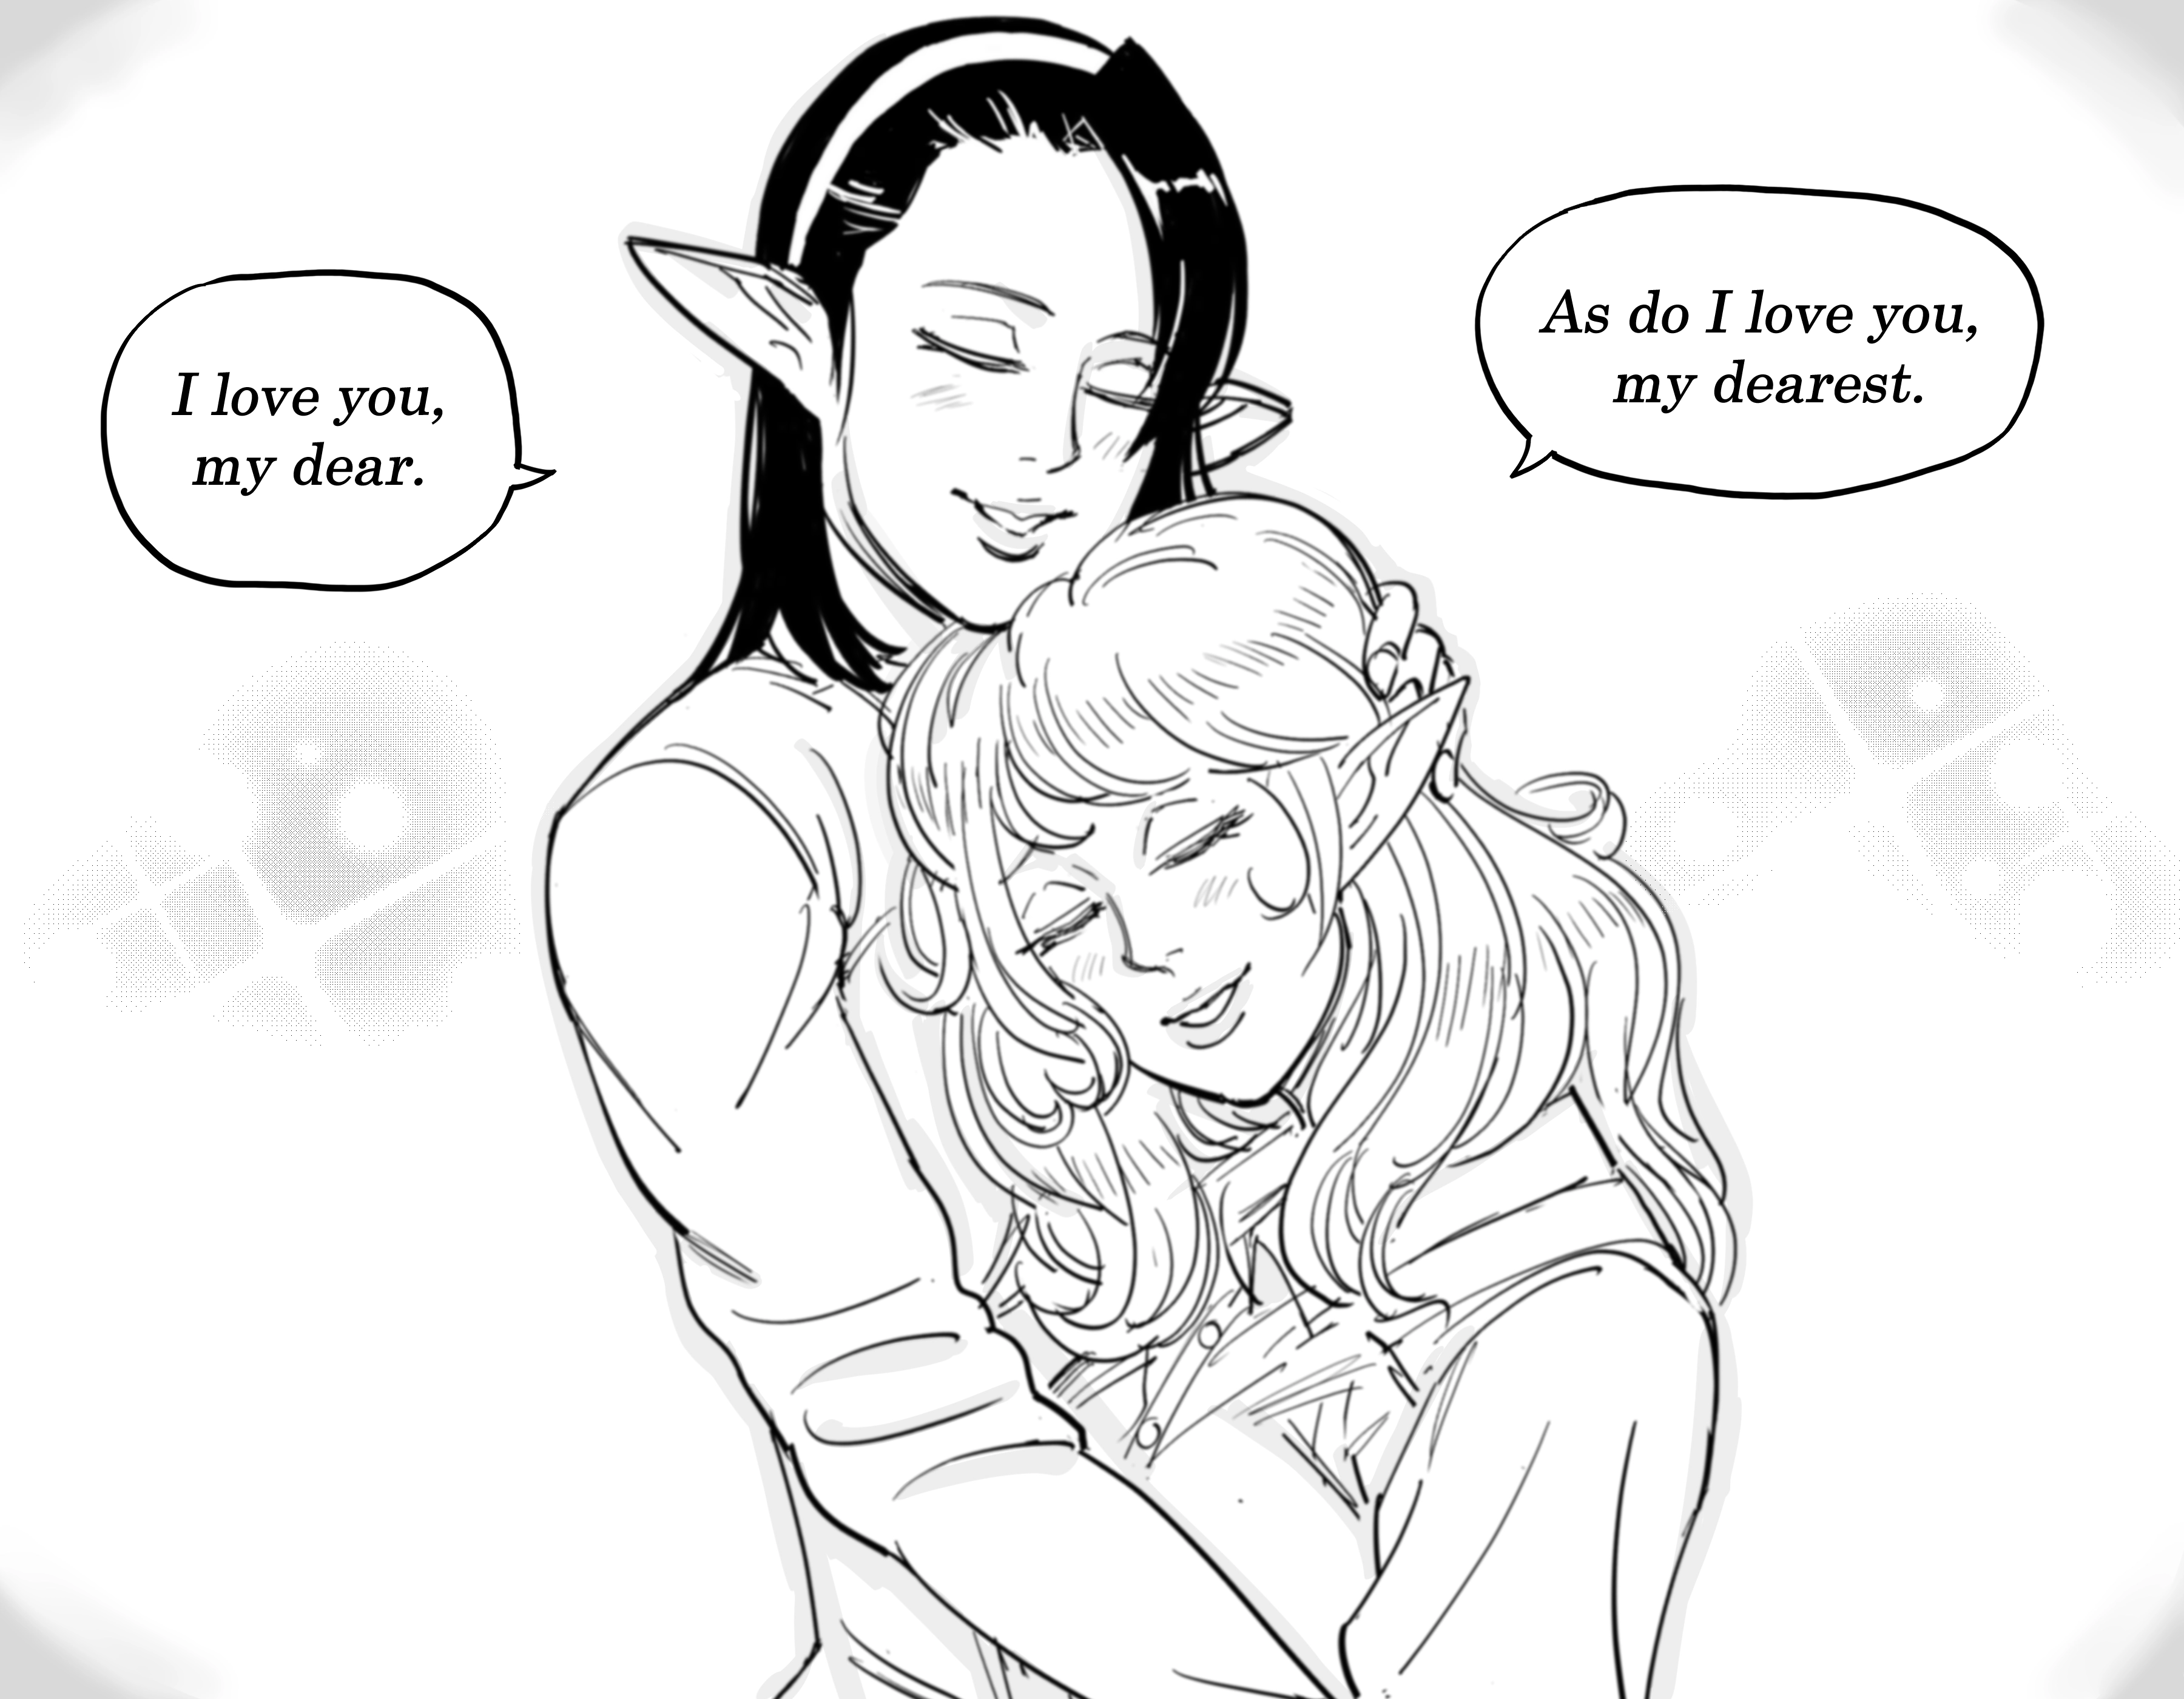 I love you,
my dear.
As do I love you,
my dearest.